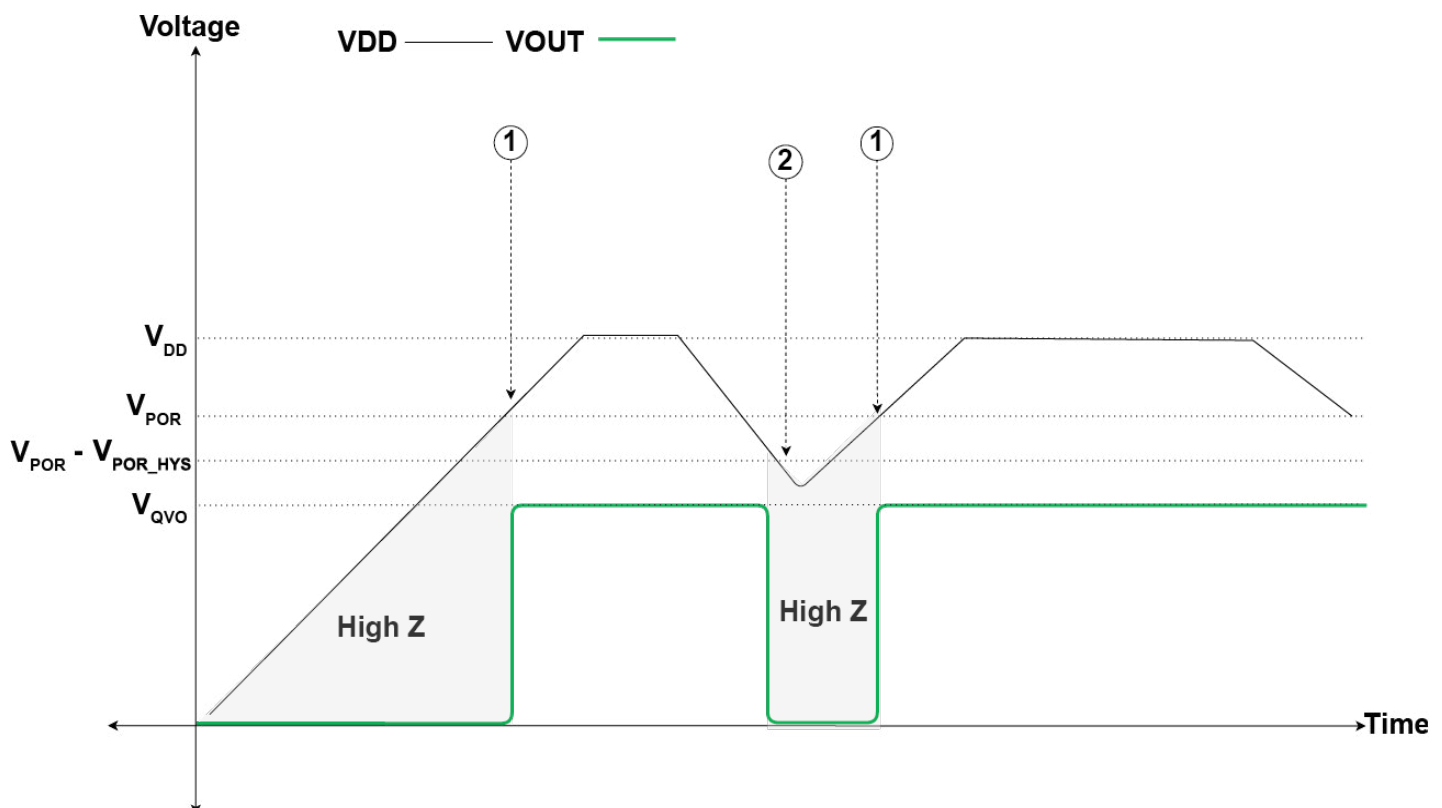 Voltage
VDD VOUT
1
2
1
VDD
VPOR
VPOR - VPOR_HYS
VQVO
High Z
High Z
Time